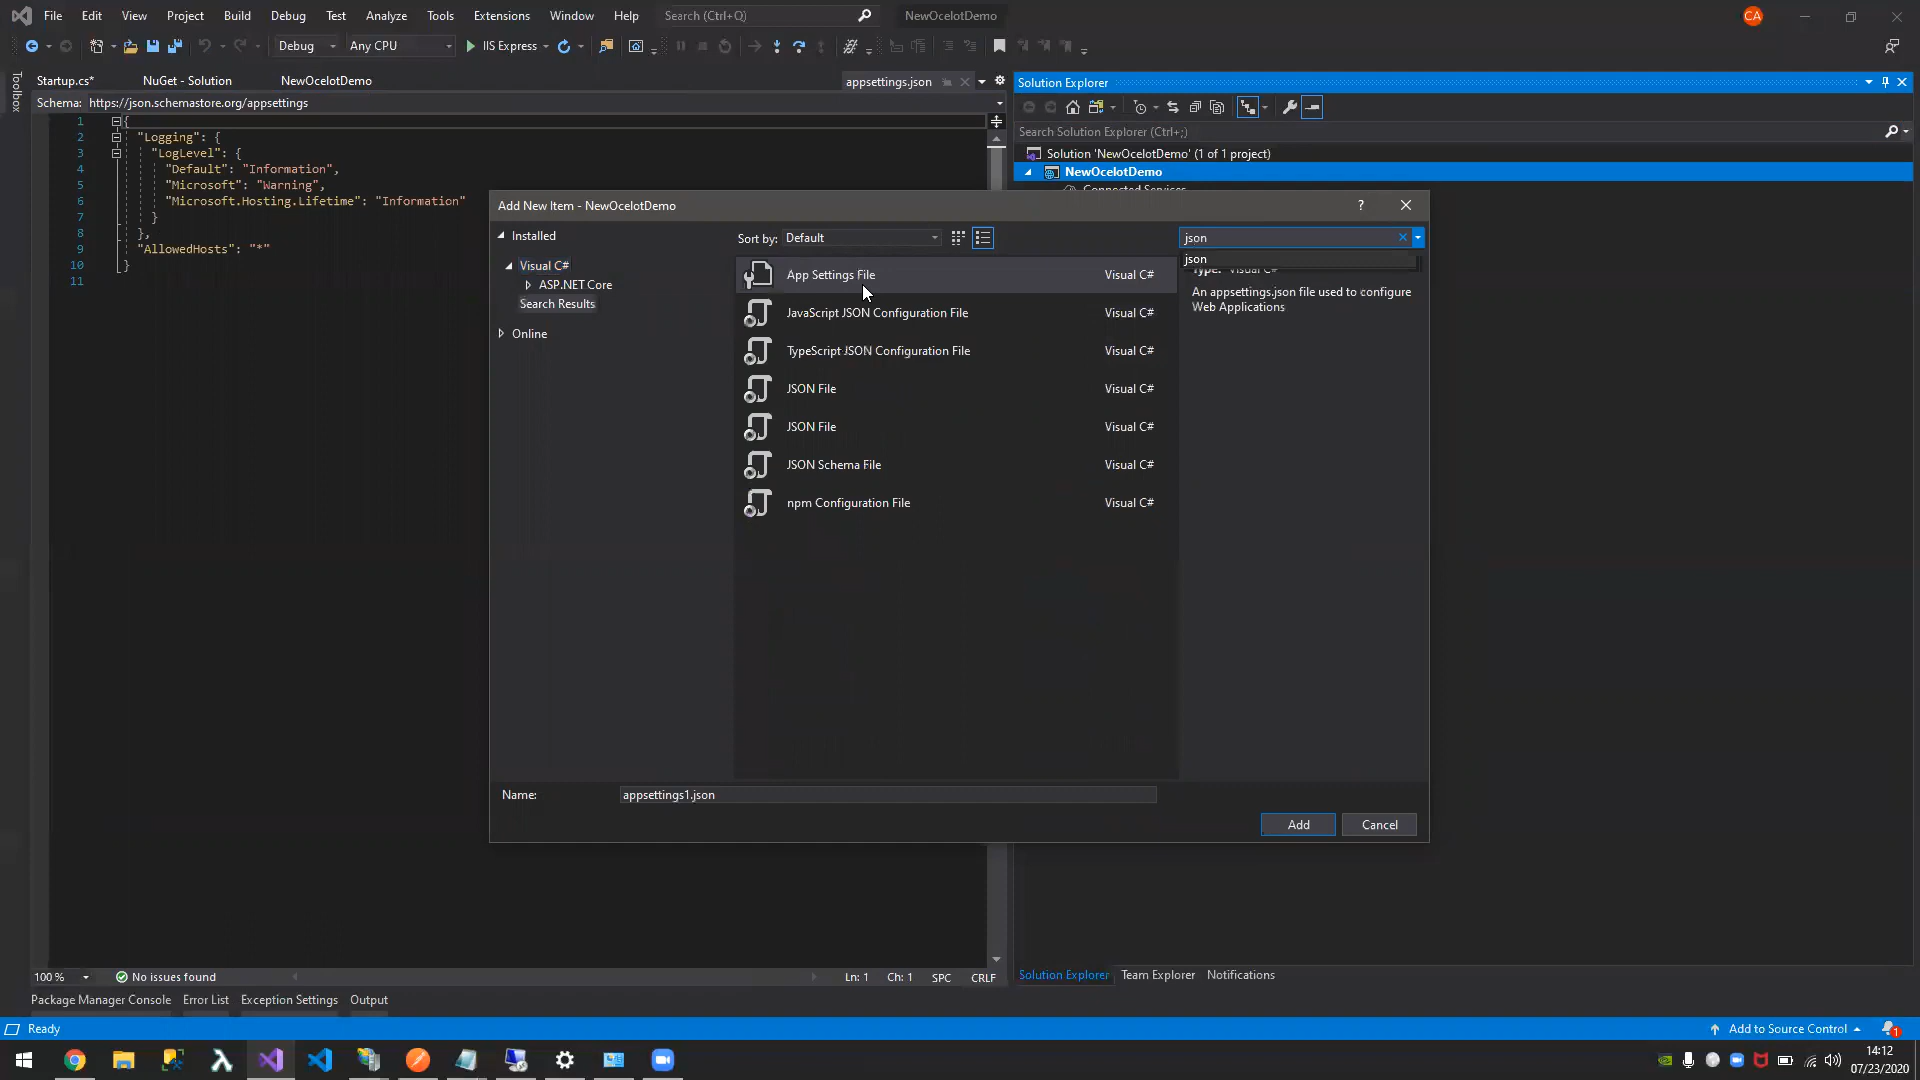 File Edit View Project Build Debug Test Analyze Tools Extensions Window Help Search (Ctrl+Q) NewOcelotDemo CA
Debug Any CPU IIS Express
Toolbox
Startup.cs* NuGet - Solution NewOcelotDemo appsettings.json
Schema: https://json.schemastore.org/appsettings
1 {
2 "Logging": {
3 "LogLevel": {
4 "Default": "Information",
5 "Microsoft": "Warning",
6 "Microsoft.Hosting.Lifetime": "Information"
7 }
8 },
9 "AllowedHosts": "*"
10 }
11
Solution Explorer
Search Solution Explorer (Ctrl+;)
Solution 'NewOcelotDemo' (1 of 1 project)
NewOcelotDemo
Connected Services
Add New Item - NewOcelotDemo ?
Installed
Visual C#
ASP.NET Core
Search Results
Online
Sort by: Default
json
json
Type: Visual C#
An appsettings.json file used to configure
Web Applications
App Settings File Visual C#
JavaScript JSON Configuration File Visual C#
TypeScript JSON Configuration File Visual C#
JSON File Visual C#
JSON File Visual C#
JSON Schema File Visual C#
npm Configuration File Visual C#
Name: appsettings1.json
Add Cancel
100 % No issues found Ln: 1 Ch: 1 SPC CRLF
Solution Explorer Team Explorer Notifications
Package Manager Console Error List Exception Settings Output
Ready Add to Source Control 1
14:12
07/23/2020